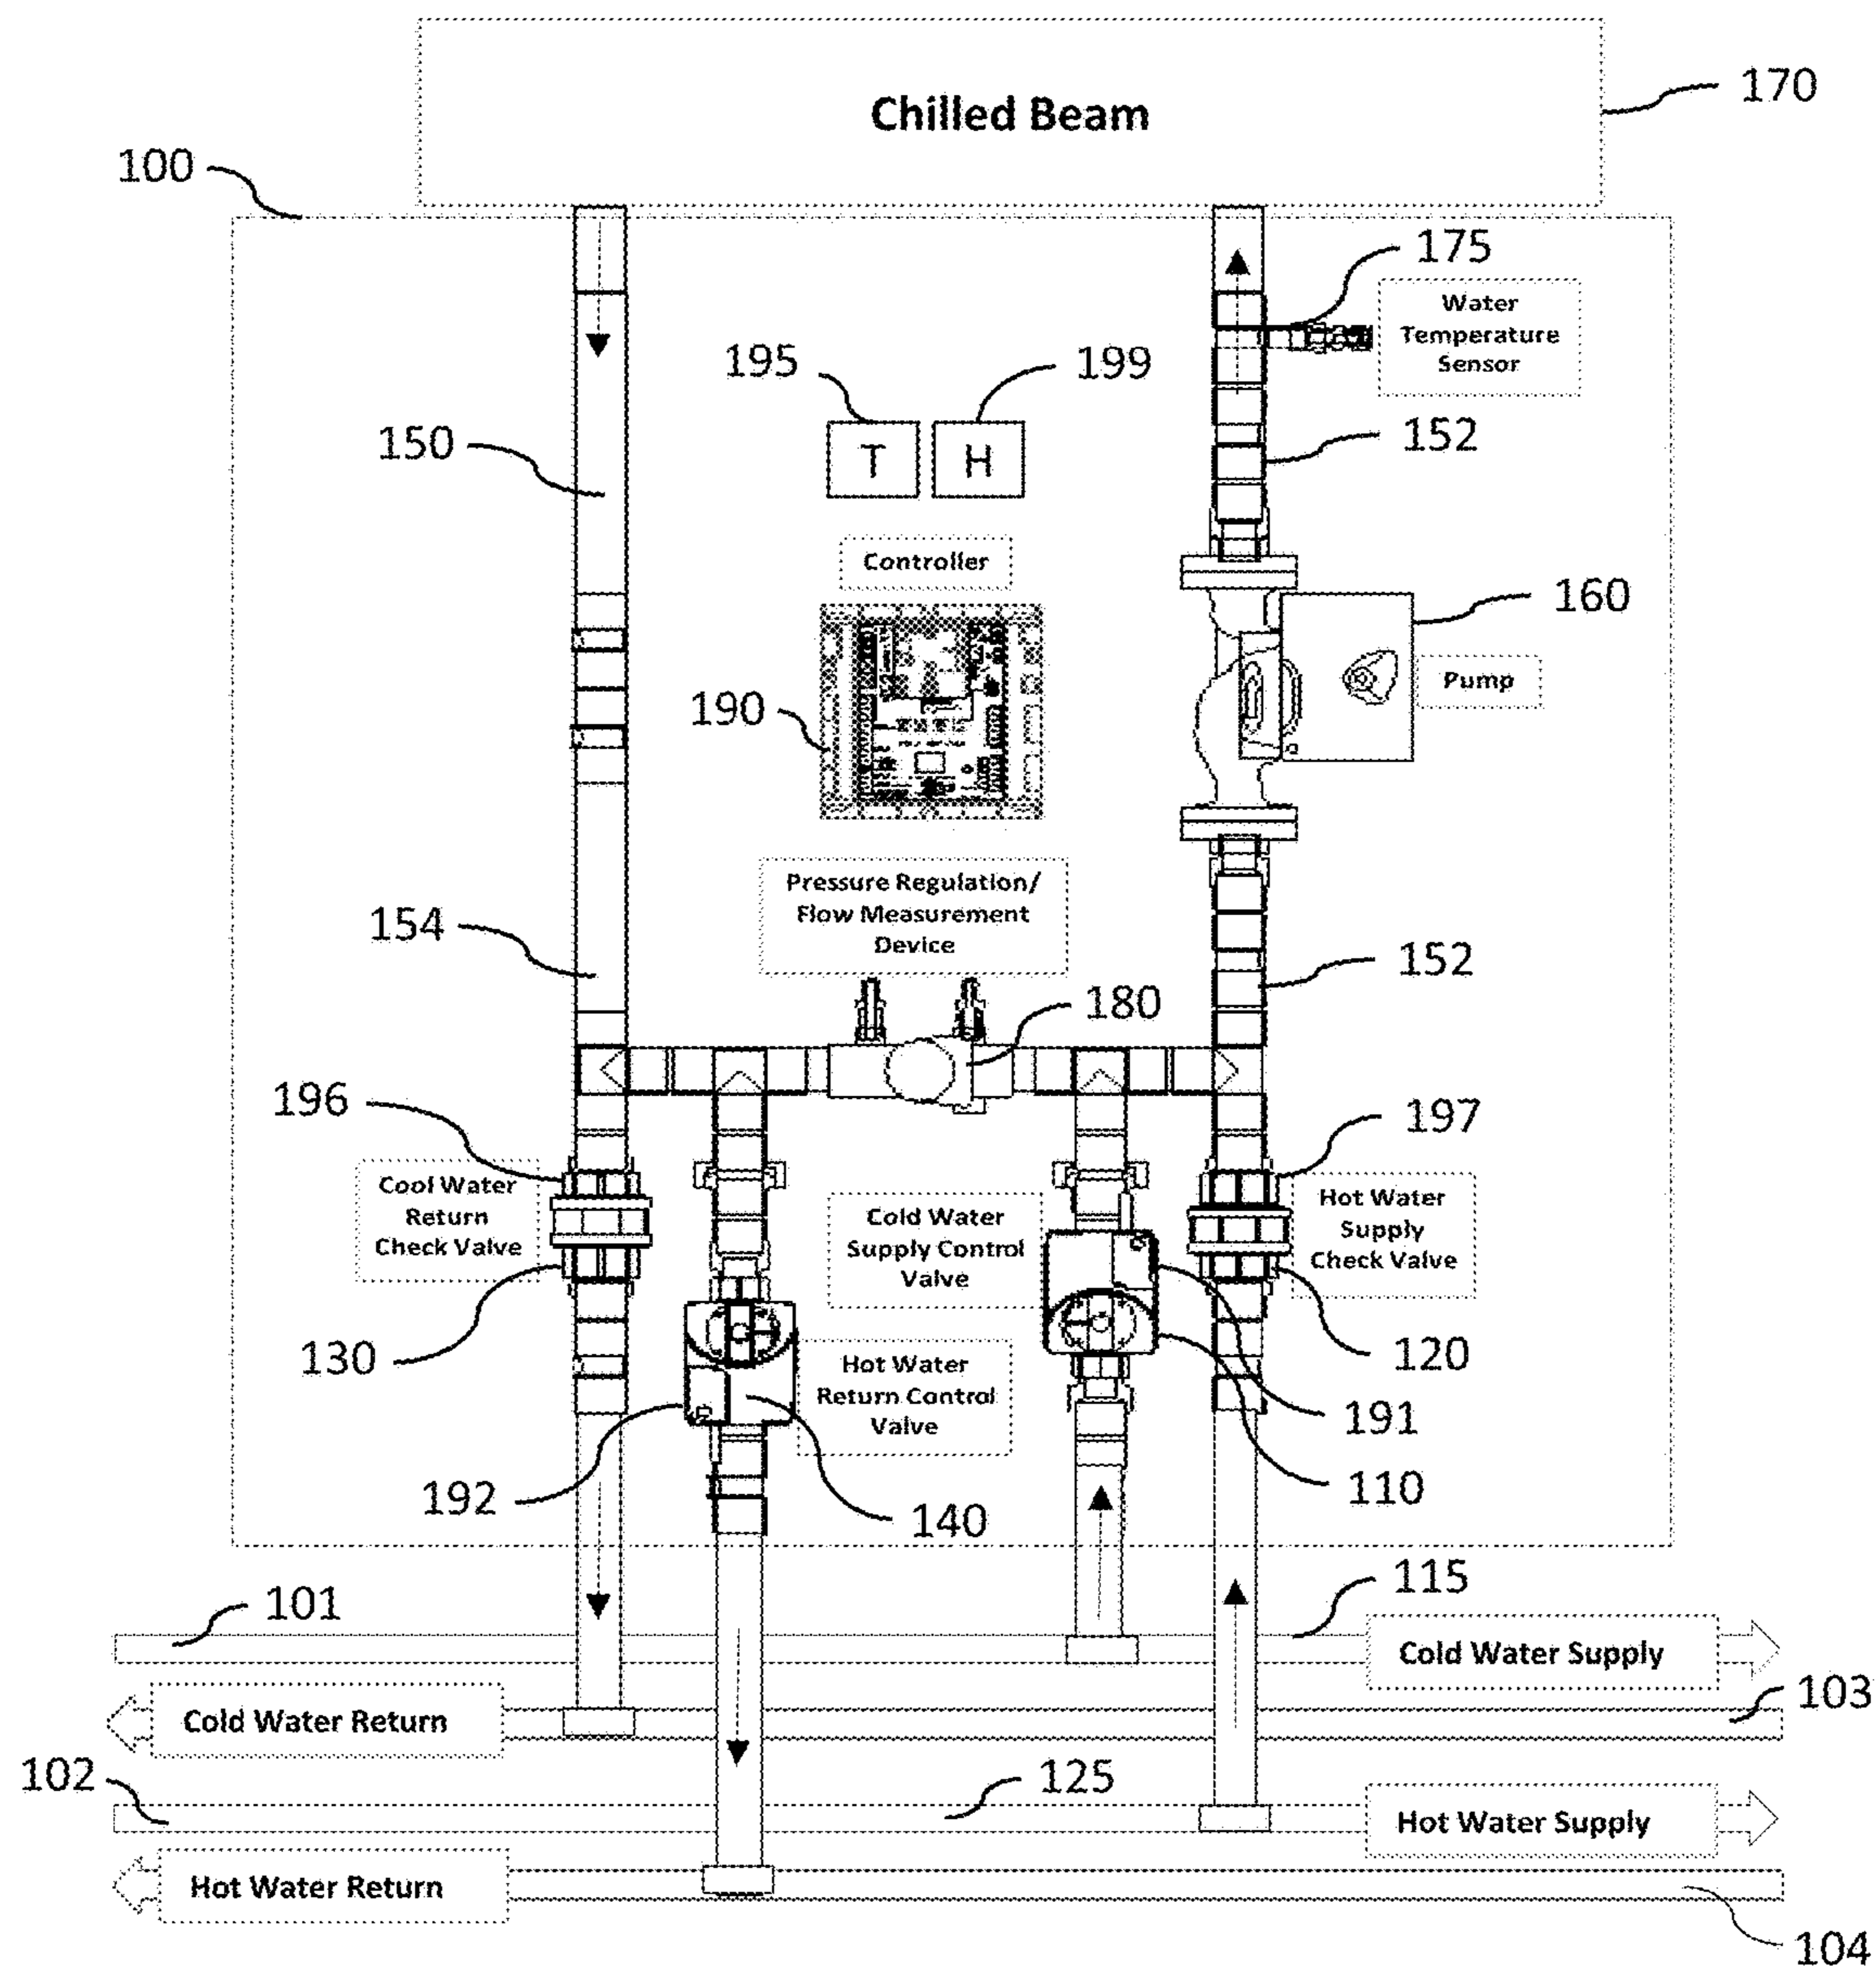 Chilled Beam
170
100
175
Water
Temperature
Sensor
195
199
T
H
150
152
Controller
160
Pump
190
Pressure Regulation/
Flow Measurement
Device
154
152
180
196
197
Cool Water
Return
Check Valve
Cold Water
Supply Control
Valve
Hot Water
Supply
Check Valve
130
Hot Water
Return Control
Valve
120
191
192
140
110
101
115
Cold Water Supply
103
Cold Water Return
102
125
Hot Water Supply
Hot Water Return
104